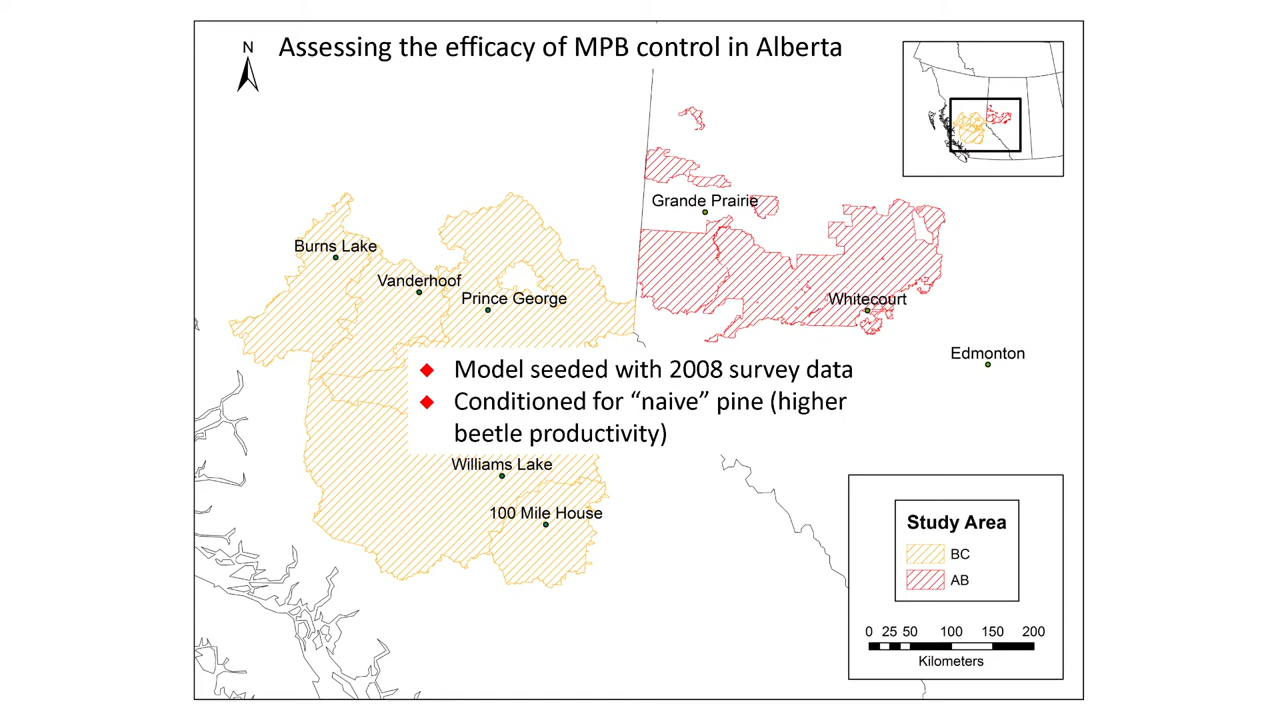 N
Assessing the efficacy of MPB control in Alberta
Grande Prairie
Burns Lake
Vanderhoof
Prince George
Whitecourt
Edmonton
◆ Model seeded with 2008 survey data
◆ Conditioned for “naive” pine (higher
beetle productivity)
Williams Lake
100 Mile House
Study Area
BC
AB
0 25 50 100 150 200
Kilometers